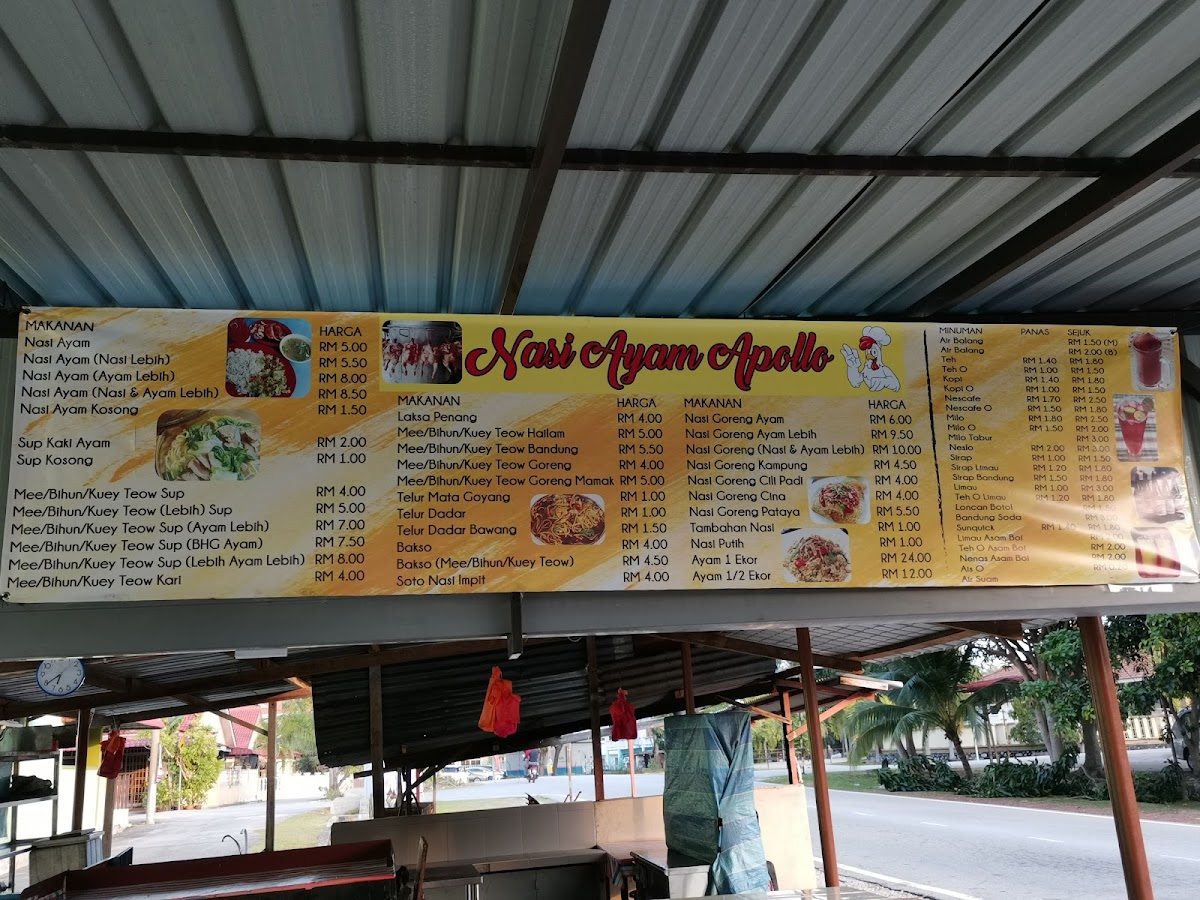 Nasi Ayam Apollo
MAKANAN HARGA
Nasi Ayam RM 5.00
Nasi Ayam (Nasi Lebih) RM 5.50
Nasi Ayam (Ayam Lebih) RM 8.00
Nasi Ayam (Nasi & Ayam Lebih) RM 8.50
Nasi Ayam Kosong RM 1.50
Sup Kaki Ayam RM 2.00
Sup Kosong RM 1.00
Mee/Bihun/Kuey Teow Sup RM 4.00
Mee/Bihun/Kuey Teow (Lebih) Sup RM 5.00
Mee/Bihun/Kuey Teow Sup (Ayam Lebih) RM 7.00
Mee/Bihun/Kuey Teow Sup (BHG Ayam) RM 7.50
Mee/Bihun/Kuey Teow Sup (Lebih Ayam Lebih) RM 8.00
Mee/Bihun/Kuey Teow Kari RM 4.00
MAKANAN HARGA
Laksa Penang RM 4.00
Mee/Bihun/Kuey Teow Hailam RM 5.00
Mee/Bihun/Kuey Teow Bandung RM 5.50
Mee/Bihun/Kuey Teow Goreng RM 4.00
Mee/Bihun/Kuey Teow Goreng Mamak RM 5.00
Telur Mata Goyang RM 1.00
Telur Dadar RM 1.00
Telur Dadar Bawang RM 1.50
Bakso RM 4.00
Bakso (Mee/Bihun/Kuey Teow) RM 4.50
Soto Nasi Impit RM 4.00
MAKANAN HARGA
Nasi Goreng Ayam RM 6.00
Nasi Goreng Ayam Lebih RM 9.50
Nasi Goreng (Nasi & Ayam Lebih) RM 10.00
Nasi Goreng Kampung RM 4.50
Nasi Goreng Cili Padi RM 4.00
Nasi Goreng Cina RM 4.00
Nasi Goreng Pataya RM 5.50
Tambahan Nasi RM 1.00
Nasi Putih RM 1.00
Ayam 1 Ekor RM 24.00
Ayam 1/2 Ekor RM 12.00
MINUMAN PANAS SEJUK
Air Balang RM 1.50 (M)
Air Balang RM 2.00 (B)
Teh RM 1.40 RM 1.80
Teh O RM 1.00 RM 1.50
Kopi RM 1.40 RM 1.80
Kopi O RM 1.00 RM 1.50
Nescafe RM 1.70 RM 2.50
Nescafe O RM 1.50 RM 1.80
Milo RM 1.80 RM 2.50
Milo O RM 1.50 RM 2.00
Milo Tabur RM 3.00
Neslo RM 2.00 RM 3.00
Sirap RM 1.00 RM 1.50
Sirap Limau RM 1.20 RM 1.80
Sirap Bandung RM 1.50 RM 1.80
Limau RM 1.00 RM 3.00
Teh O Limau RM 1.20 RM 1.80
Loncan Botol
Bandung Soda
Sunquick RM 1.80
Limau Asam Boi RM 2.00
Teh O Asam Boi RM 2.00
Nenas Asam Boi RM 2.00
Ais O
Air Suam